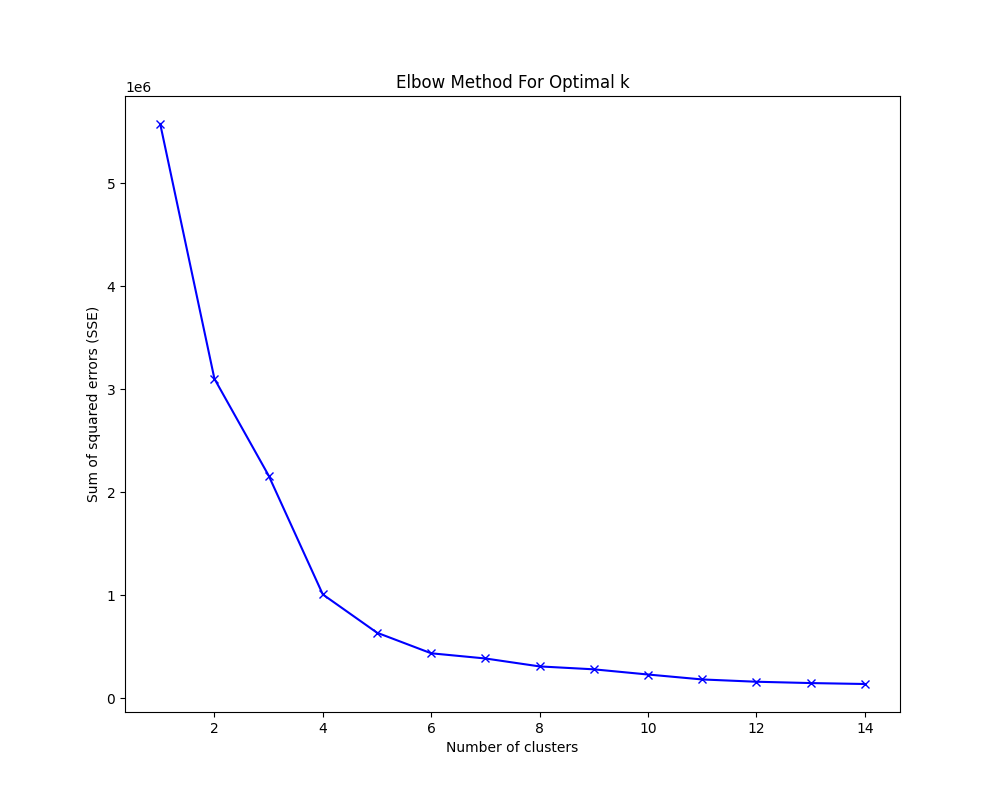 Elbow Method For Optimal k
1e6
5
4
3
2
1
0
Sum of squared errors (SSE)
2 4 6 8 10 12 14
Number of clusters